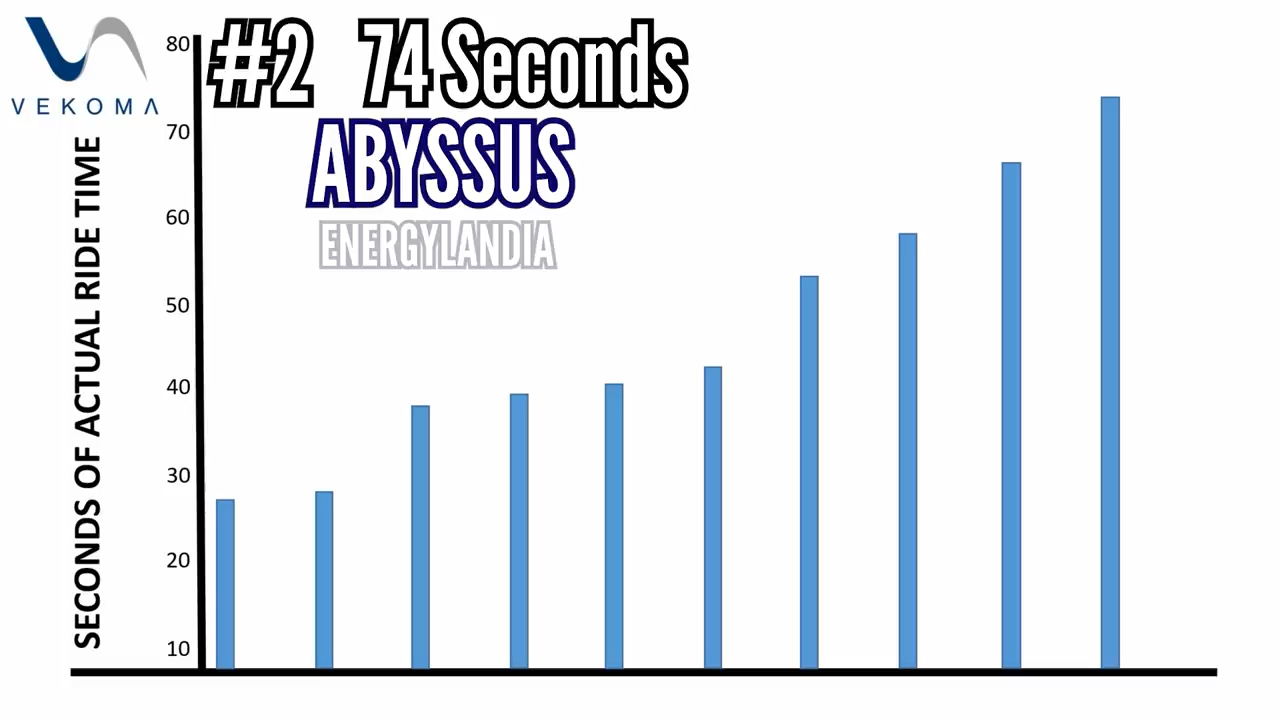 VEKOMA
#2 74 Seconds
ABYSSUS
ENERGYLANDIA
SECONDS OF ACTUAL RIDE TIME
80
70
60
50
40
30
20
10